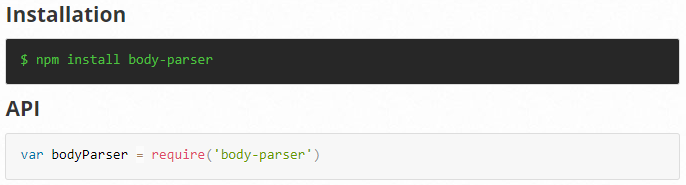 Installation
$ npm install body-parser
API
var bodyParser = require('body-parser')